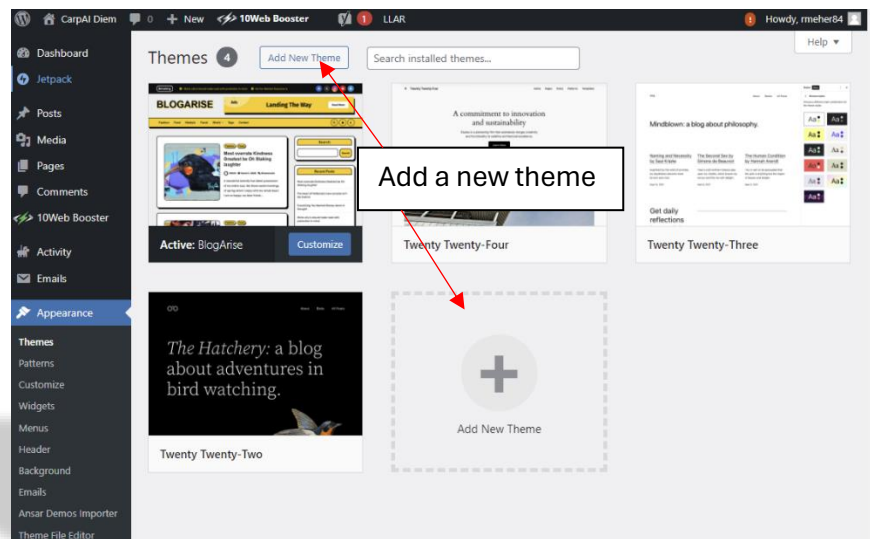 CarpAI Diem 0 + New 10Web Booster 1 LLAR Howdy, rmeher84
Help
Dashboard
Jetpack
Posts
Media
Pages
Comments
10Web Booster
Activity
Emails
Appearance
Themes
Patterns
Customize
Widgets
Menus
Header
Background
Emails
Ansar Demos Importer
Theme File Editor
Themes 4 Add New Theme Search installed themes...
BLOGARISE Landing The Way
Active: BlogArise Customize
A commitment to innovation
and sustainability
Twenty Twenty-Four
Mindblown: a blog about philosophy.
Get daily
reflections
Twenty Twenty-Three
Add a new theme
The Hatchery: a blog
about adventures in
bird watching.
Twenty Twenty-Two
+
Add New Theme